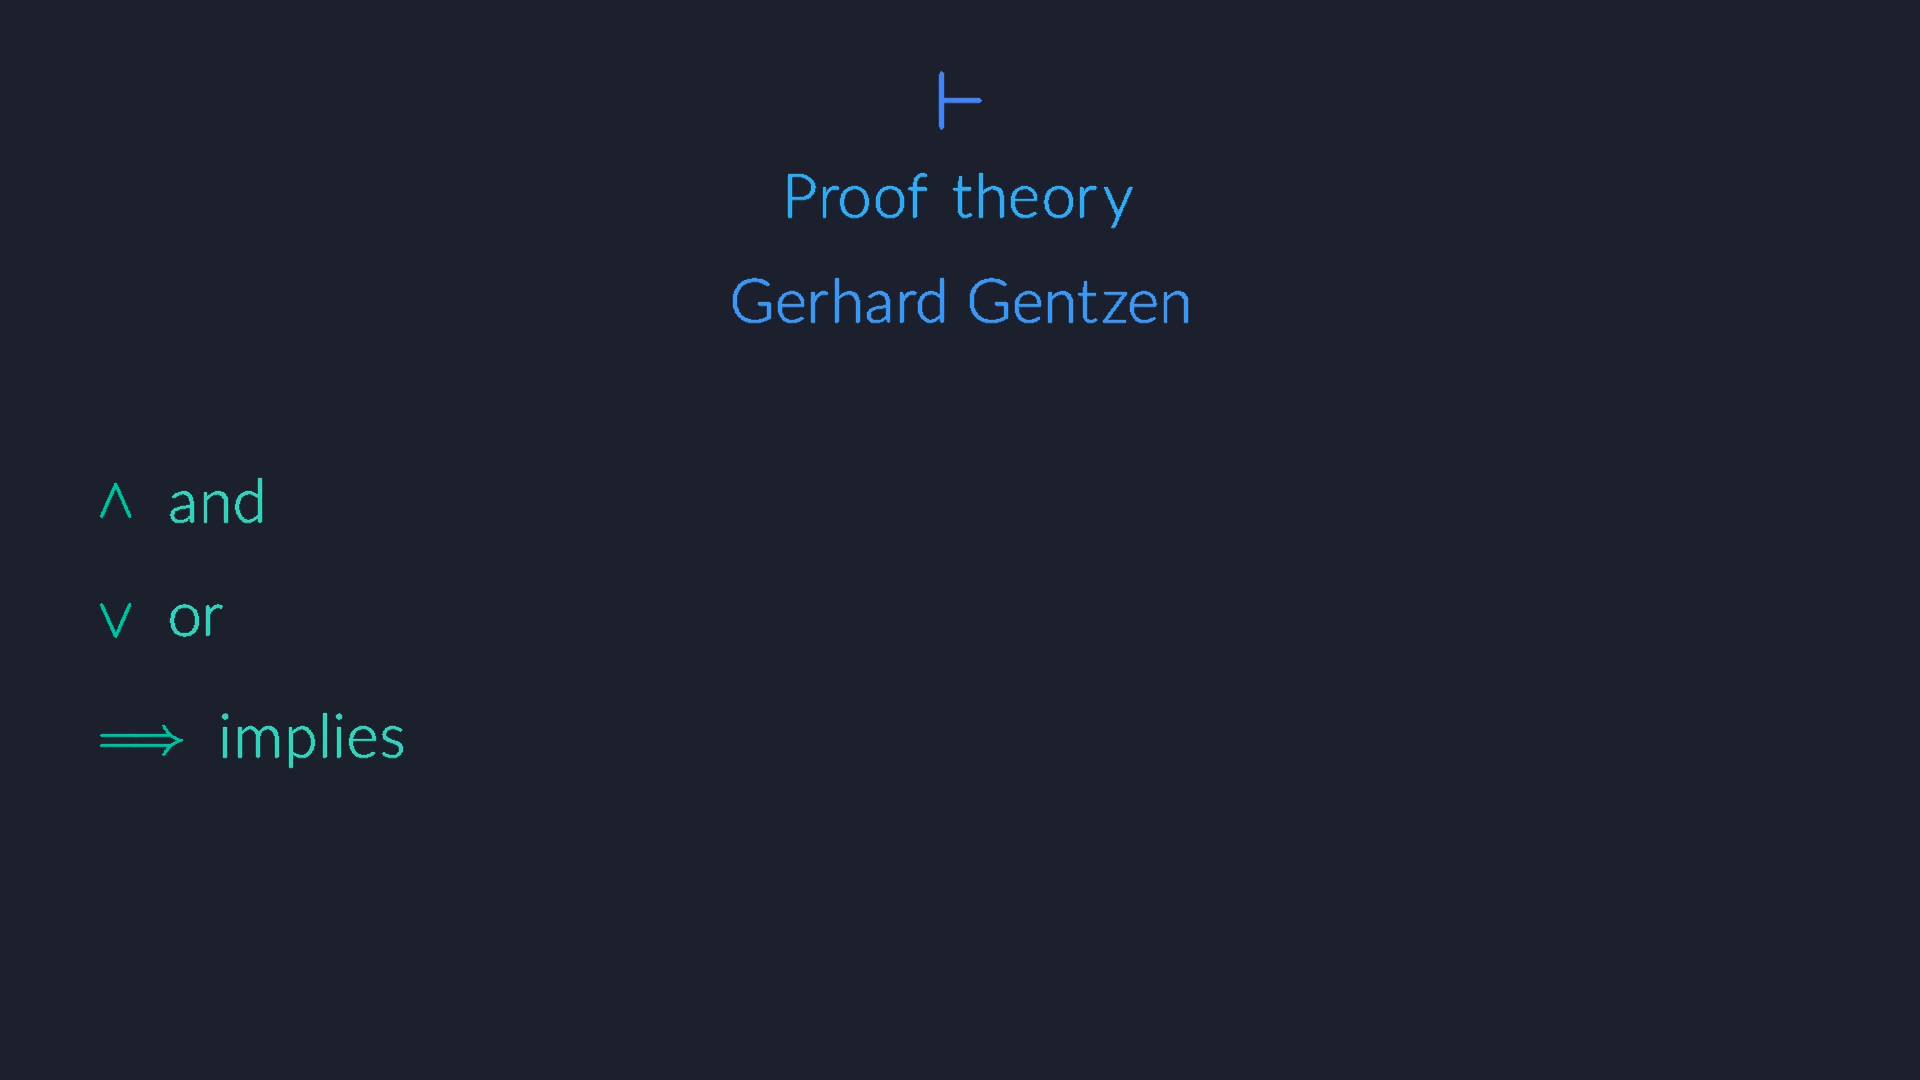 ⊢
Proof theory
Gerhard Gentzen
∧ and
∨ or
⟹ implies